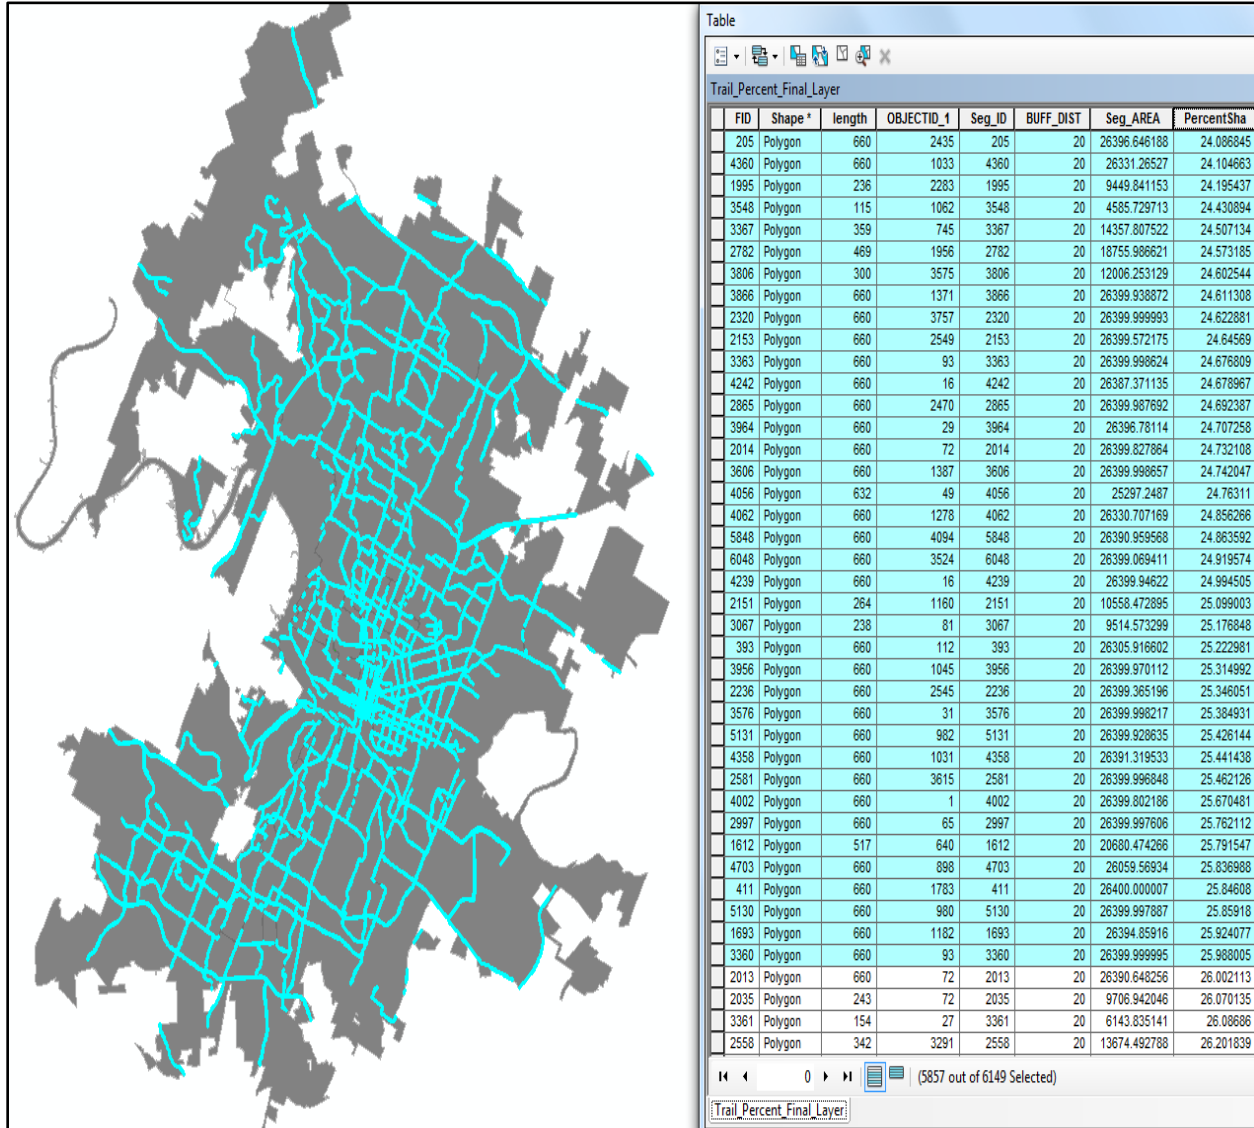 Table
Trail_Percent_Final_Layer
FID Shape * length OBJECTID_1 Seg_ID BUFF_DIST Seg_AREA PercentSha
205 Polygon 660 2435 205 20 26396.646188 24.086845
4360 Polygon 660 1033 4360 20 26331.26527 24.104663
1995 Polygon 236 2283 1995 20 9449.841153 24.195437
3548 Polygon 115 1062 3548 20 4585.729713 24.430894
3367 Polygon 359 745 3367 20 14357.807522 24.507134
2782 Polygon 469 1956 2782 20 18755.986621 24.573185
3806 Polygon 300 3575 3806 20 12006.253129 24.602544
3866 Polygon 660 1371 3866 20 26399.938872 24.611308
2320 Polygon 660 3757 2320 20 26399.999993 24.622881
2153 Polygon 660 2549 2153 20 26399.572175 24.64569
3363 Polygon 660 93 3363 20 26399.998624 24.676809
4242 Polygon 660 16 4242 20 26387.371135 24.678967
2865 Polygon 660 2470 2865 20 26399.987692 24.692387
3964 Polygon 660 29 3964 20 26396.78114 24.707258
2014 Polygon 660 72 2014 20 26399.827864 24.732108
3606 Polygon 660 1387 3606 20 26399.998657 24.742047
4056 Polygon 632 49 4056 20 25297.2487 24.76311
4062 Polygon 660 1278 4062 20 26330.707169 24.856266
5848 Polygon 660 4094 5848 20 26390.959568 24.863592
6048 Polygon 660 3524 6048 20 26399.069411 24.919574
4239 Polygon 660 16 4239 20 26399.94622 24.994505
2151 Polygon 264 1160 2151 20 10558.472895 25.099003
3067 Polygon 238 81 3067 20 9514.573299 25.176848
393 Polygon 660 112 393 20 26305.916602 25.222981
3956 Polygon 660 1045 3956 20 26399.970112 25.314992
2236 Polygon 660 2545 2236 20 26399.365196 25.346051
3576 Polygon 660 31 3576 20 26399.998217 25.384931
5131 Polygon 660 982 5131 20 26399.928635 25.426144
4358 Polygon 660 1031 4358 20 26391.319533 25.441438
2581 Polygon 660 3615 2581 20 26399.996848 25.462126
4002 Polygon 660 1 4002 20 26399.802186 25.670481
2997 Polygon 660 65 2997 20 26399.997606 25.762112
1612 Polygon 517 640 1612 20 20680.474266 25.791547
4703 Polygon 660 898 4703 20 26059.56934 25.836988
411 Polygon 660 1783 411 20 26400.000007 25.84608
5130 Polygon 660 980 5130 20 26399.997887 25.85918
1693 Polygon 660 1182 1693 20 26394.85916 25.924077
3360 Polygon 660 93 3360 20 26399.999995 25.988005
2013 Polygon 660 72 2013 20 26390.648256 26.002113
2035 Polygon 243 72 2035 20 9706.942046 26.070135
3361 Polygon 154 27 3361 20 6143.835141 26.08686
2558 Polygon 342 3291 2558 20 13674.492788 26.201839
0 (5857 out of 6149 Selected)
Trail_Percent_Final_Layer